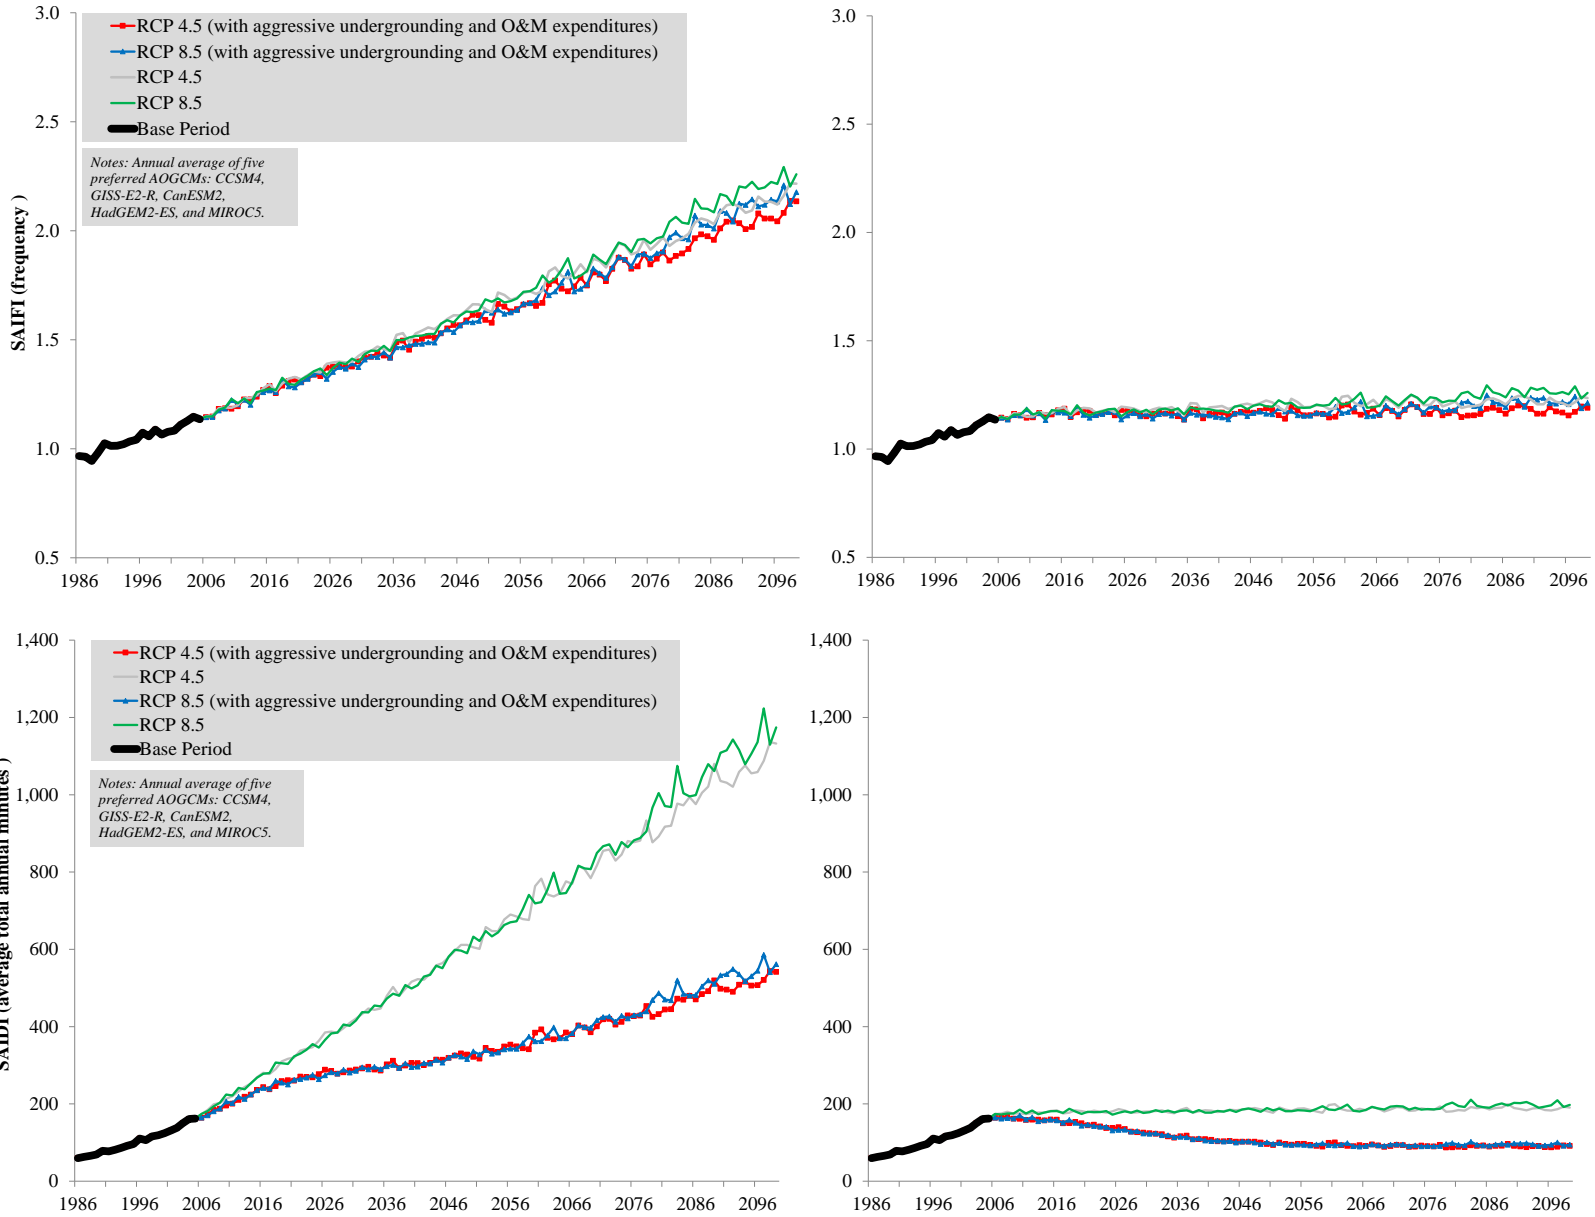 3.0
2.5
2.0
1.5
1.0
0.5
SAIFI (frequency )
RCP 4.5 (with aggressive undergrounding and O&M expenditures)
RCP 8.5 (with aggressive undergrounding and O&M expenditures)
RCP 4.5
RCP 8.5
Base Period
Notes: Annual average of five
preferred AOGCMs: CCSM4,
GISS-E2-R, CanESM2,
HadGEM2-ES, and MIROC5.
1986 1996 2006 2016 2026 2036 2046 2056 2066 2076 2086 2096
3.0
2.5
2.0
1.5
1.0
0.5
1986 1996 2006 2016 2026 2036 2046 2056 2066 2076 2086 2096
1,400
1,200
1,000
800
600
400
200
0
SAIDI (average total annual minutes )
RCP 4.5 (with aggressive undergrounding and O&M expenditures)
RCP 4.5
RCP 8.5 (with aggressive undergrounding and O&M expenditures)
RCP 8.5
Base Period
Notes: Annual average of five
preferred AOGCMs: CCSM4,
GISS-E2-R, CanESM2,
HadGEM2-ES, and MIROC5.
1986 1996 2006 2016 2026 2036 2046 2056 2066 2076 2086 2096
1,400
1,200
1,000
800
600
400
200
0
1986 1996 2006 2016 2026 2036 2046 2056 2066 2076 2086 2096